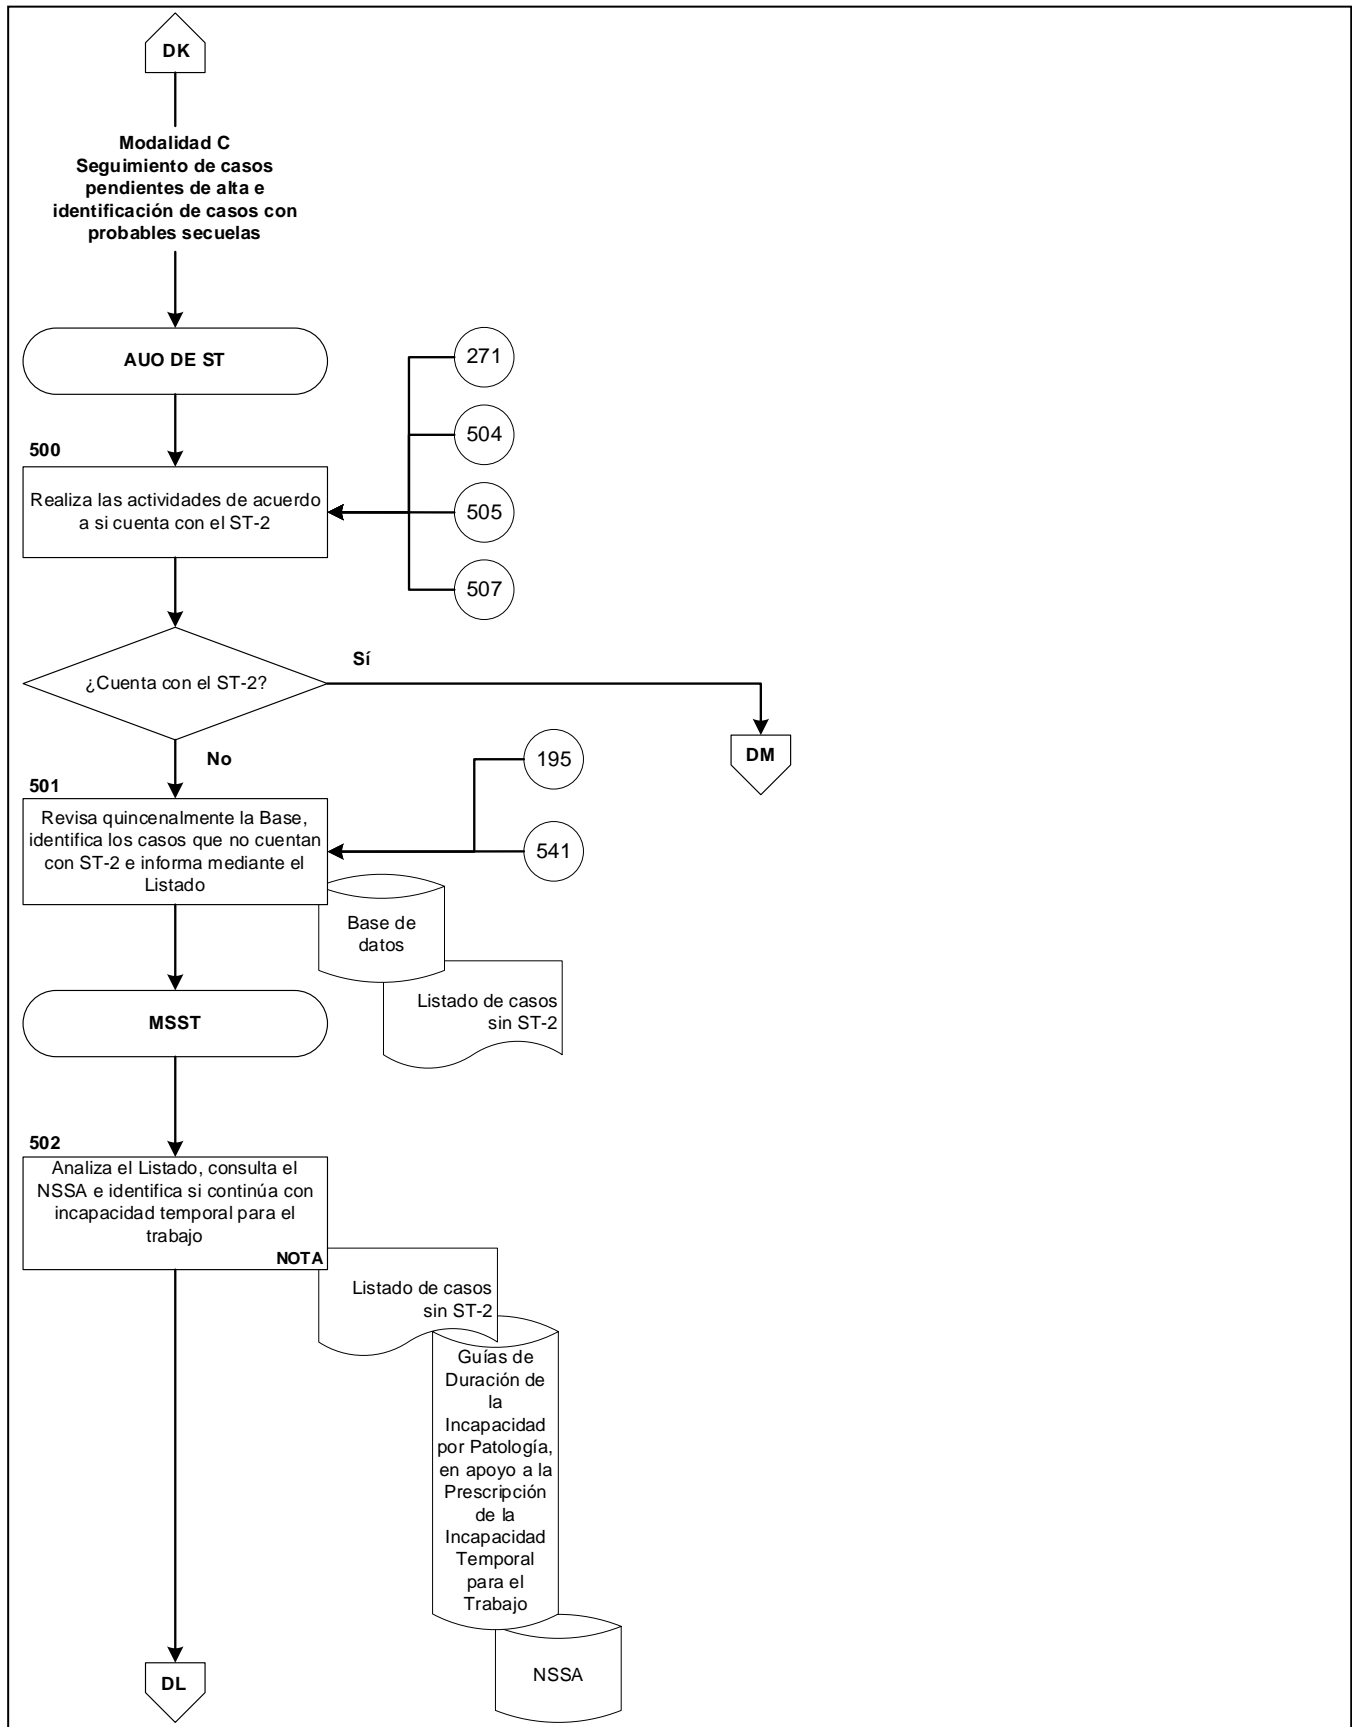 DK
Modalidad C
Seguimiento de casos
pendientes de alta e
identificación de casos con
probables secuelas
AUO DE ST
271
504
500
Realiza las actividades de acuerdo
a si cuenta con el ST-2
505
507
¿Cuenta con el ST-2?
Sí
DM
No
195
501
Revisa quincenalmente la Base,
identifica los casos que no cuentan
con ST-2 e informa mediante el
Listado
541
Base de
datos
Listado de casos
sin ST-2
MSST
502
Analiza el Listado, consulta el
NSSA e identifica si continúa con
incapacidad temporal para el
trabajo
NOTA
Listado de casos
sin ST-2
Guías de
Duración de
la
Incapacidad
por Patología,
en apoyo a la
Prescripción
de la
Incapacidad
Temporal
para el
Trabajo
NSSA
DL